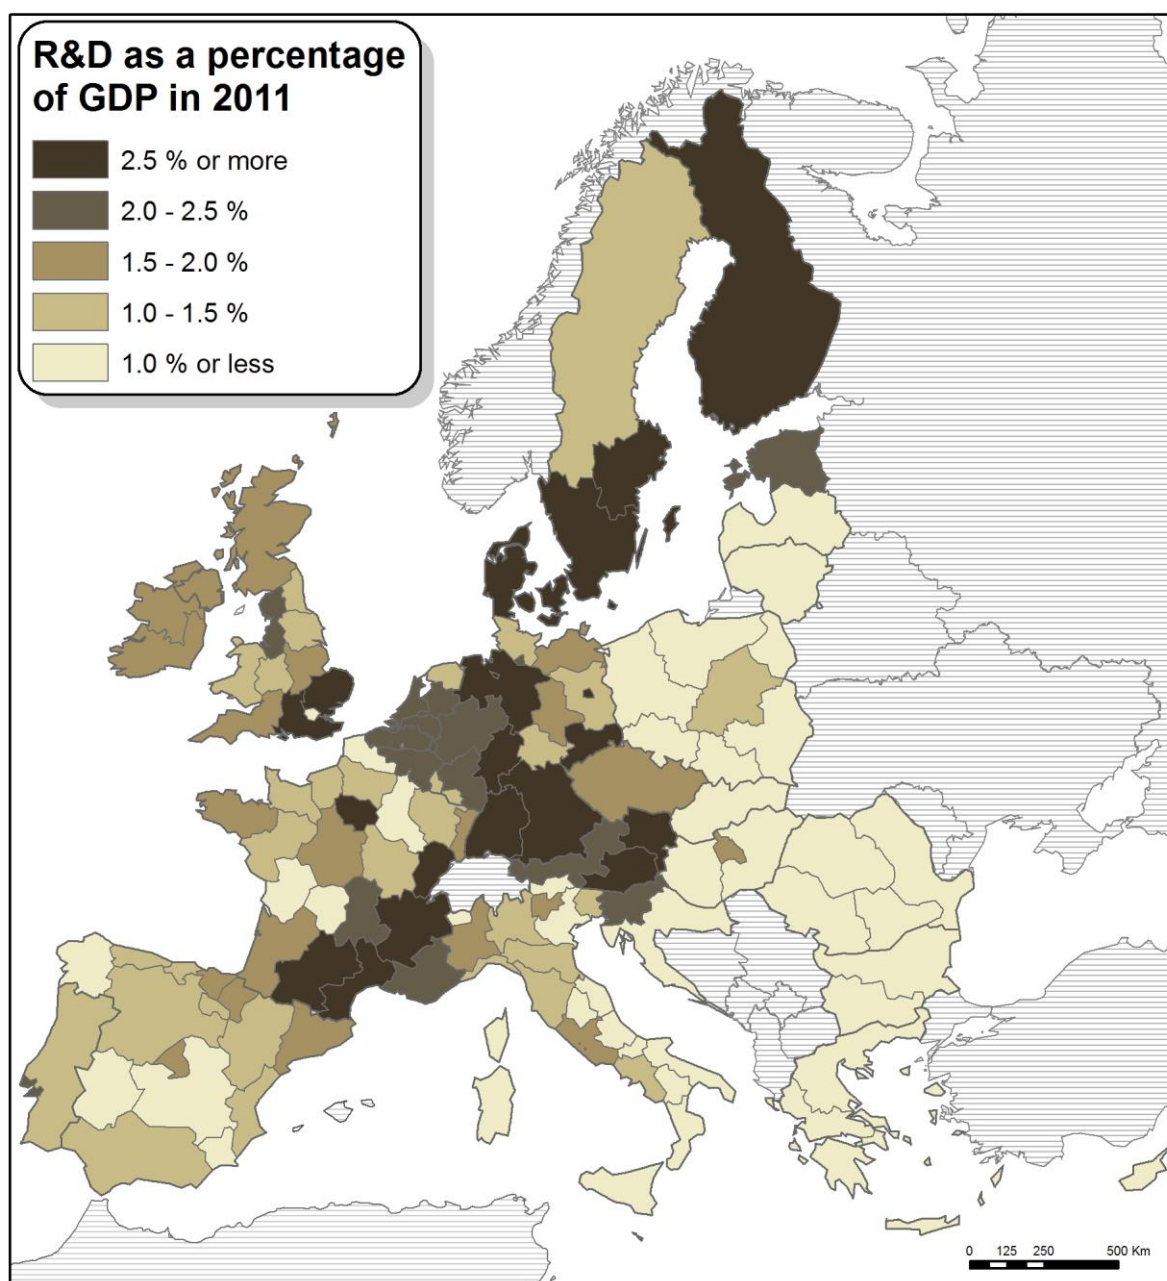 R&D as a percentage
of GDP in 2011
2.5 % or more
2.0 - 2.5 %
1.5 - 2.0 %
1.0 - 1.5 %
1.0 % or less
0 125 250 500 Km